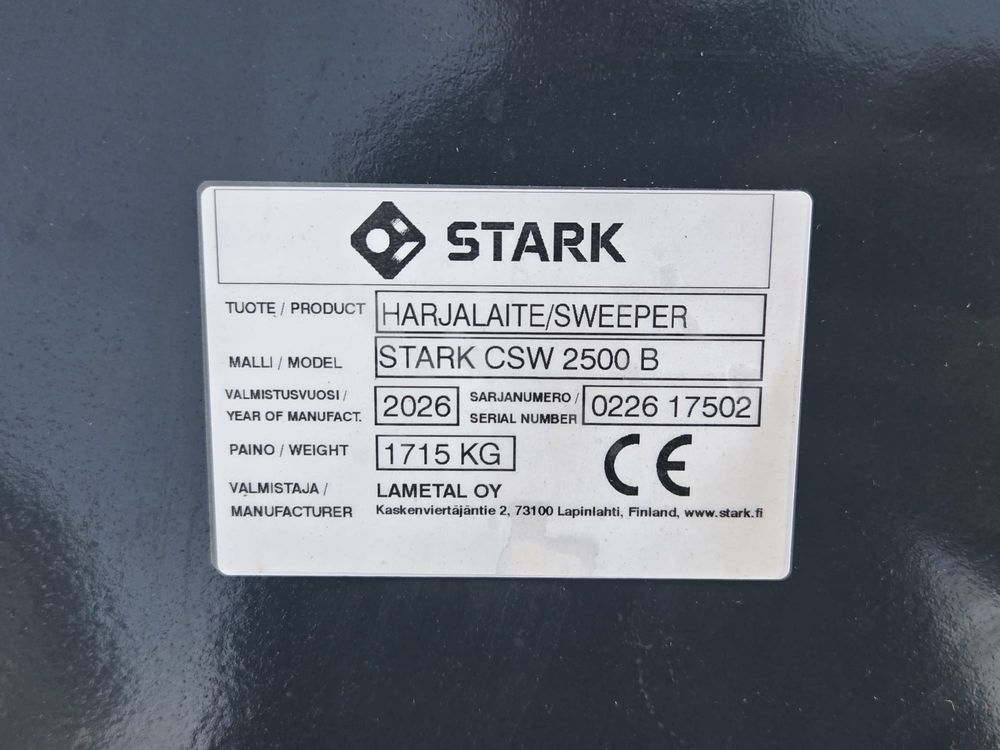 STARK
TUOTE / PRODUCT HARJALAITE/SWEEPER
MALLI / MODEL STARK CSW 2500 B
VALMISTUSVUOSI / YEAR OF MANUFACT. 2026 SARJANUMERO / SERIAL NUMBER 0226 17502
PAINO / WEIGHT 1715 KG CE
VALMISTAJA / LAMETAL OY
MANUFACTURER Kaskenviertäjäntie 2, 73100 Lapinlahti, Finland, www.stark.fi